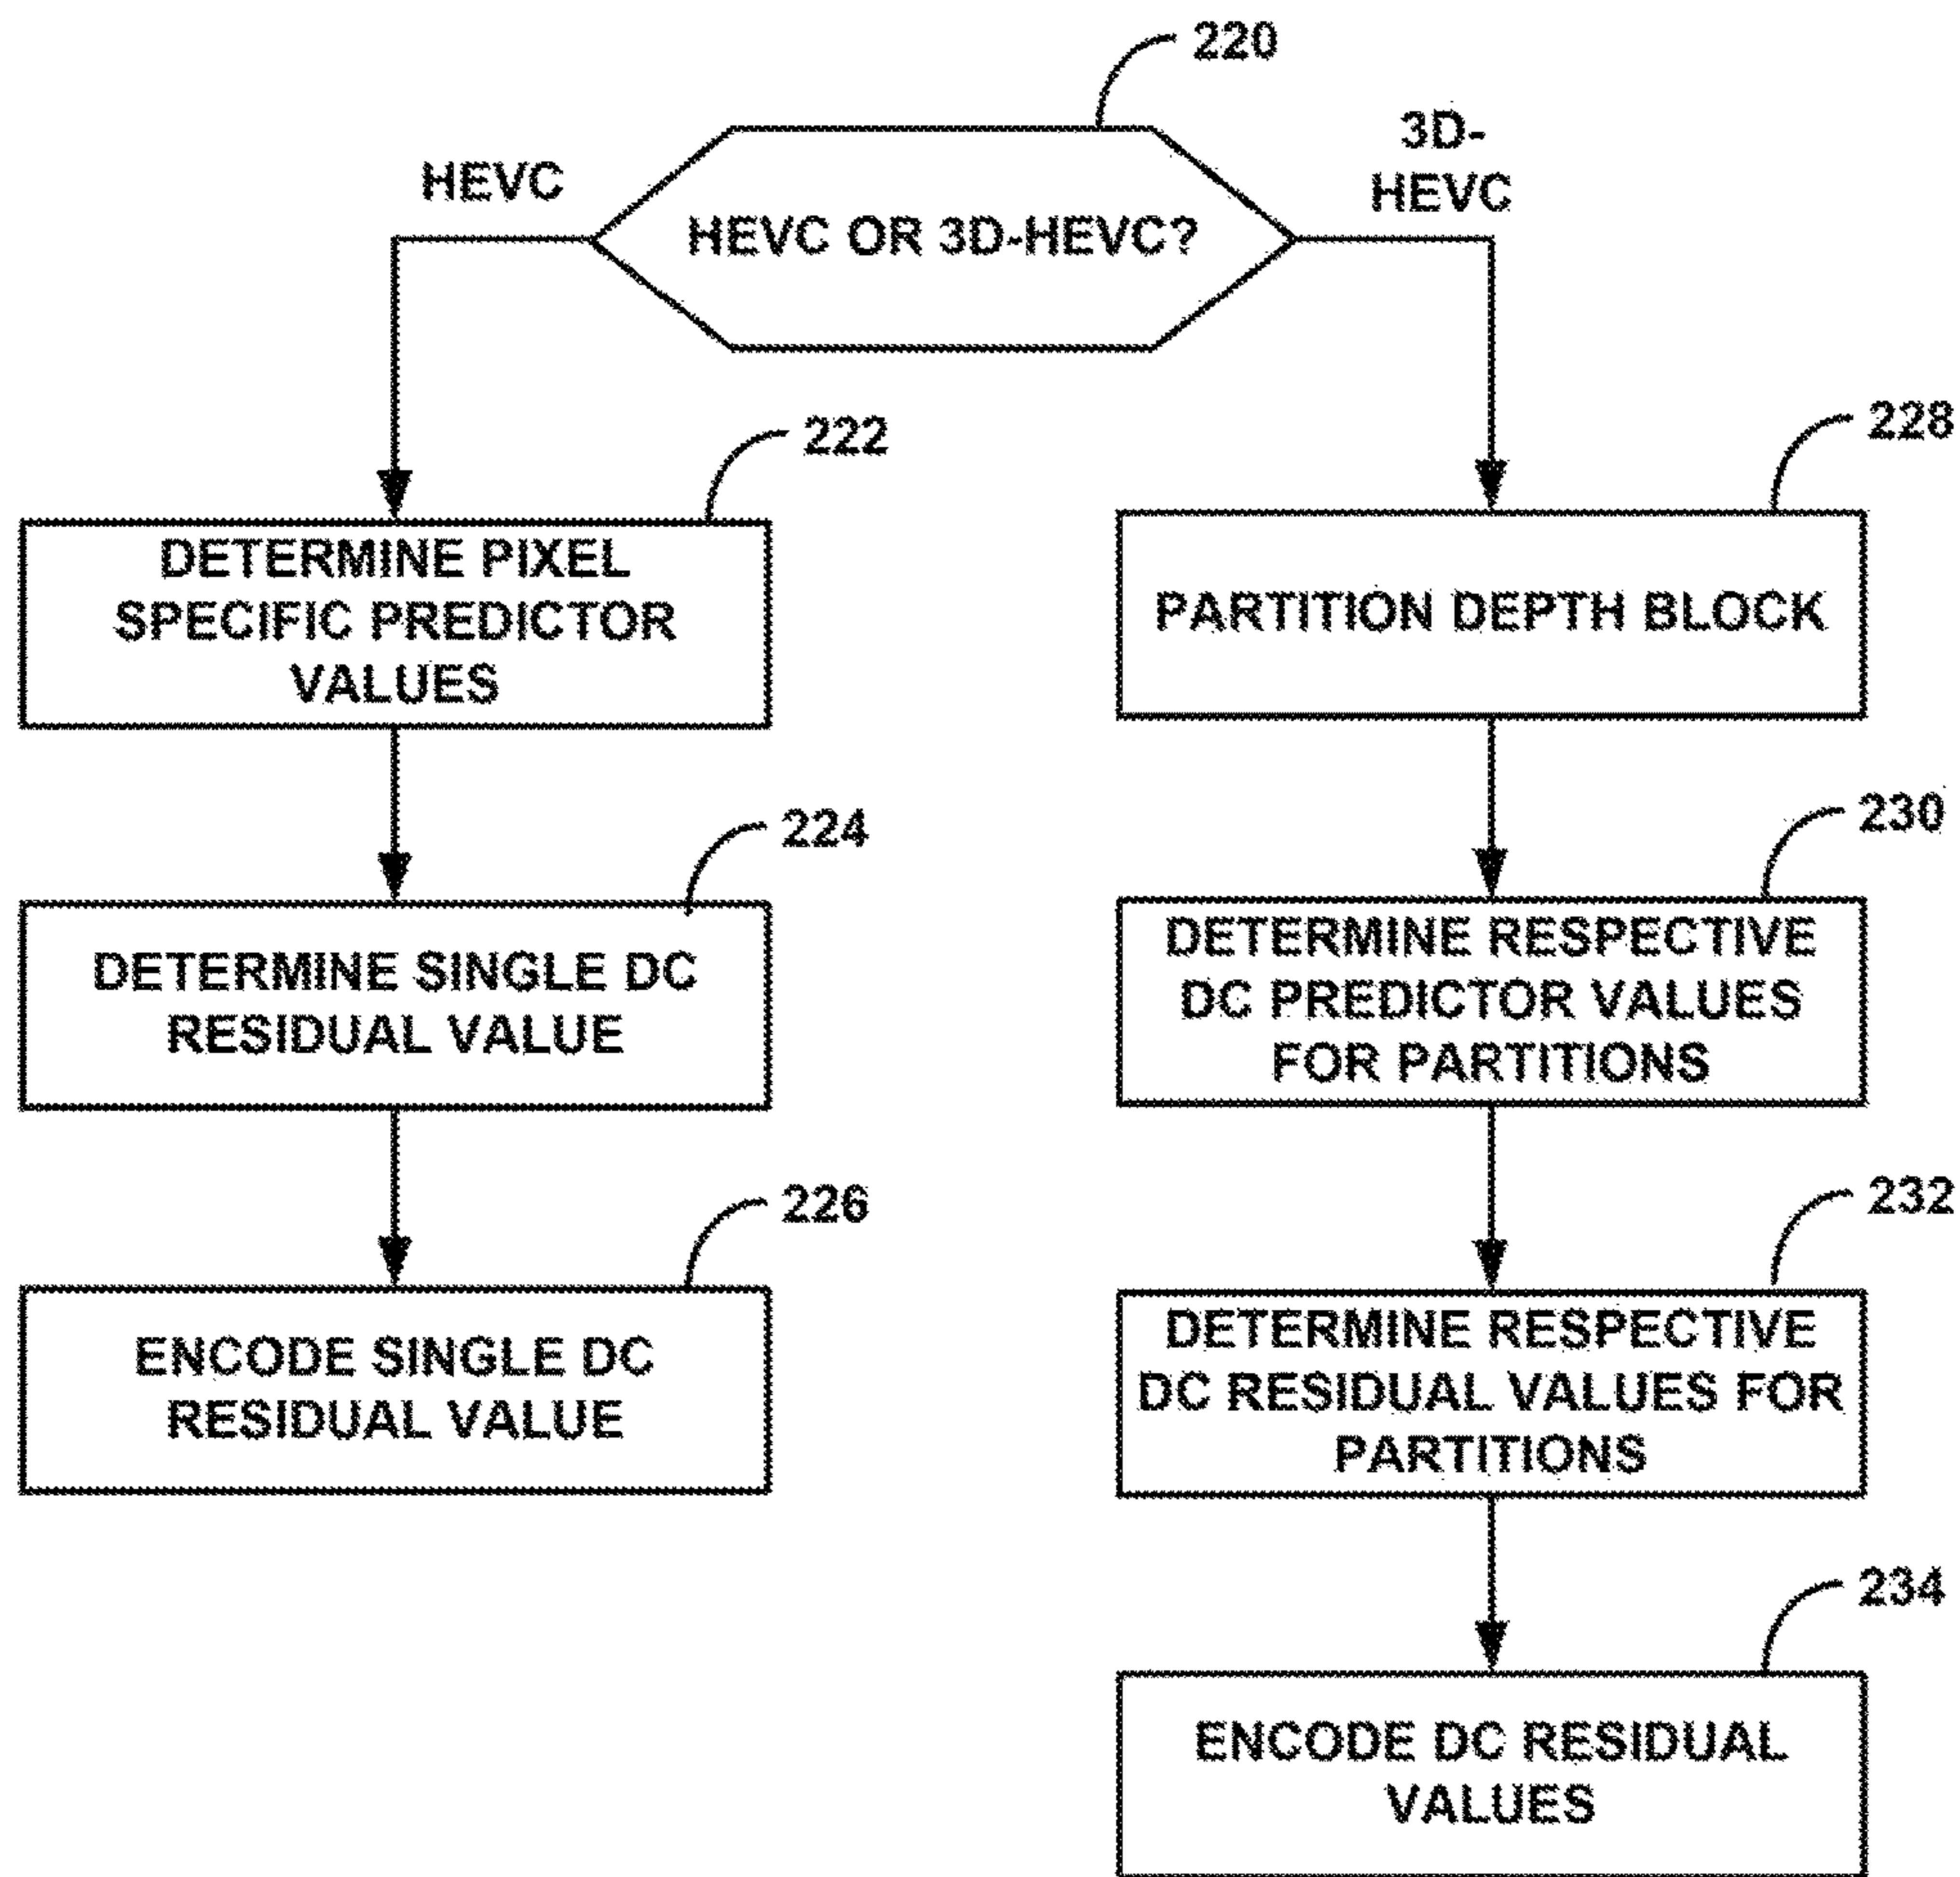 220
HEVC
3D-
HEVC
HEVC OR 3D-HEVC?
222
DETERMINE PIXEL
SPECIFIC PREDICTOR
VALUES
224
DETERMINE SINGLE DC
RESIDUAL VALUE
226
ENCODE SINGLE DC
RESIDUAL VALUE
228
PARTITION DEPTH BLOCK
230
DETERMINE RESPECTIVE
DC PREDICTOR VALUES
FOR PARTITIONS
232
DETERMINE RESPECTIVE
DC RESIDUAL VALUES FOR
PARTITIONS
234
ENCODE DC RESIDUAL
VALUES